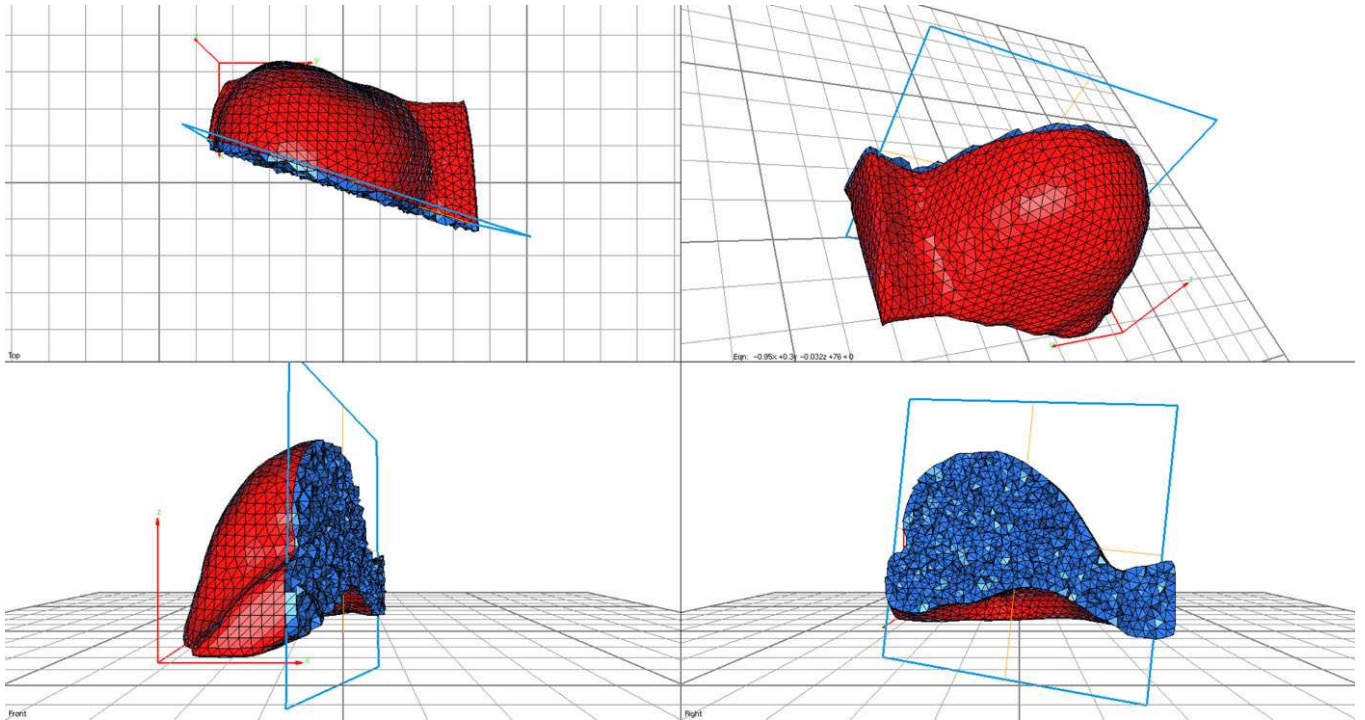 Top
Eqn: -0.95x +0.3y -0.032z +76 = 0
Front
z
x
Right